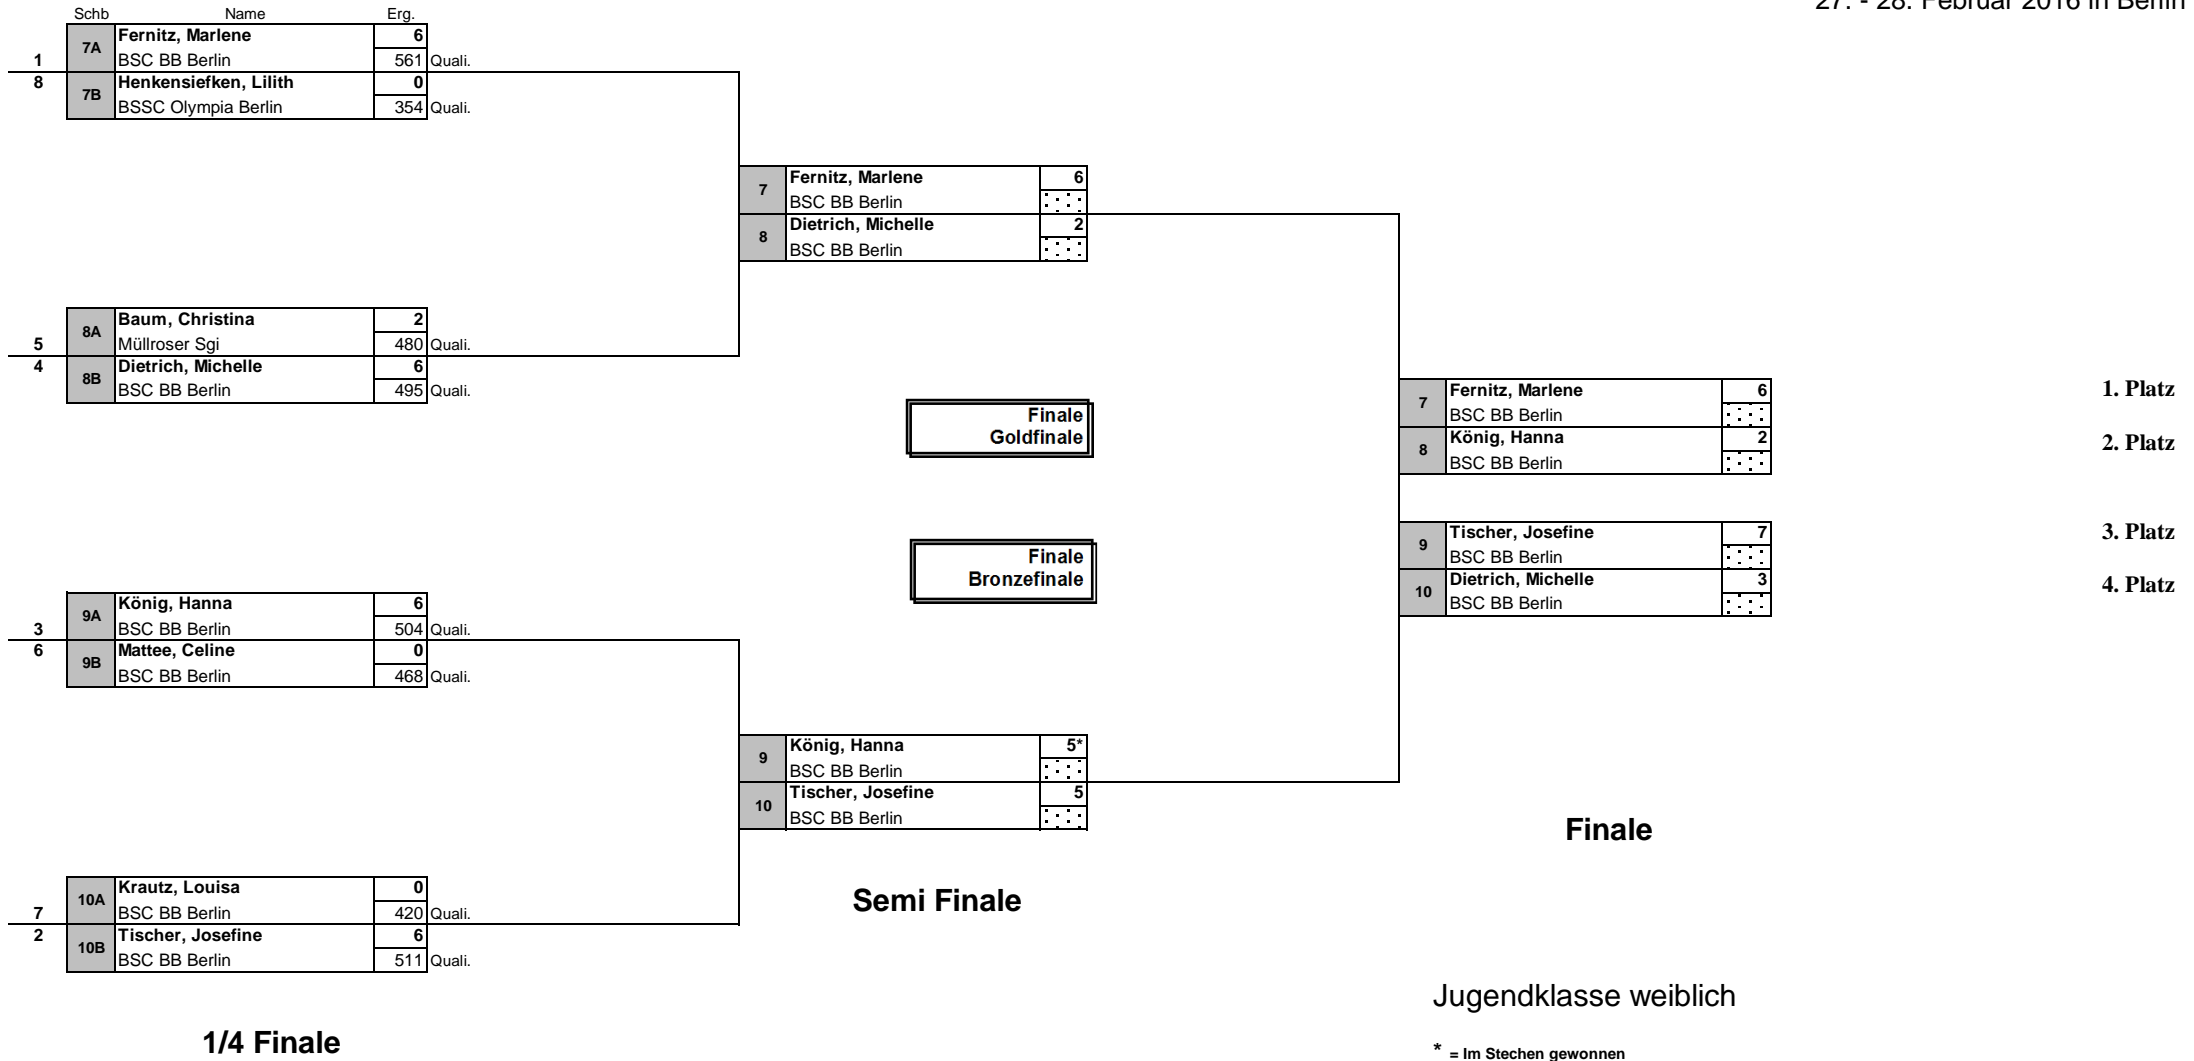 27. - 28. Februar 2016 in Berlin
Schb Name Erg.
7A Fernitz, Marlene 6
1 BSC BB Berlin 561 Quali.
8 7B Henkensiefken, Lilith 0
BSSC Olympia Berlin 354 Quali.
7 Fernitz, Marlene 6
BSC BB Berlin
8 Dietrich, Michelle 2
BSC BB Berlin
8A Baum, Christina 2
5 Müllroser Sgi 480 Quali.
4 8B Dietrich, Michelle 6
BSC BB Berlin 495 Quali.
7 Fernitz, Marlene 6 1. Platz
BSC BB Berlin
8 König, Hanna 2 2. Platz
BSC BB Berlin
Finale
Goldfinale
9 Tischer, Josefine 7 3. Platz
BSC BB Berlin
10 Dietrich, Michelle 3 4. Platz
BSC BB Berlin
Finale
Bronzefinale
9A König, Hanna 6
3 BSC BB Berlin 504 Quali.
6 9B Mattee, Celine 0
BSC BB Berlin 468 Quali.
9 König, Hanna 5*
BSC BB Berlin
10 Tischer, Josefine 5
BSC BB Berlin
Finale
10A Krautz, Louisa 0
7 BSC BB Berlin 420 Quali.
2 10B Tischer, Josefine 6
BSC BB Berlin 511 Quali.
Semi Finale
Jugendklasse weiblich
1/4 Finale
* = Im Stechen gewonnen